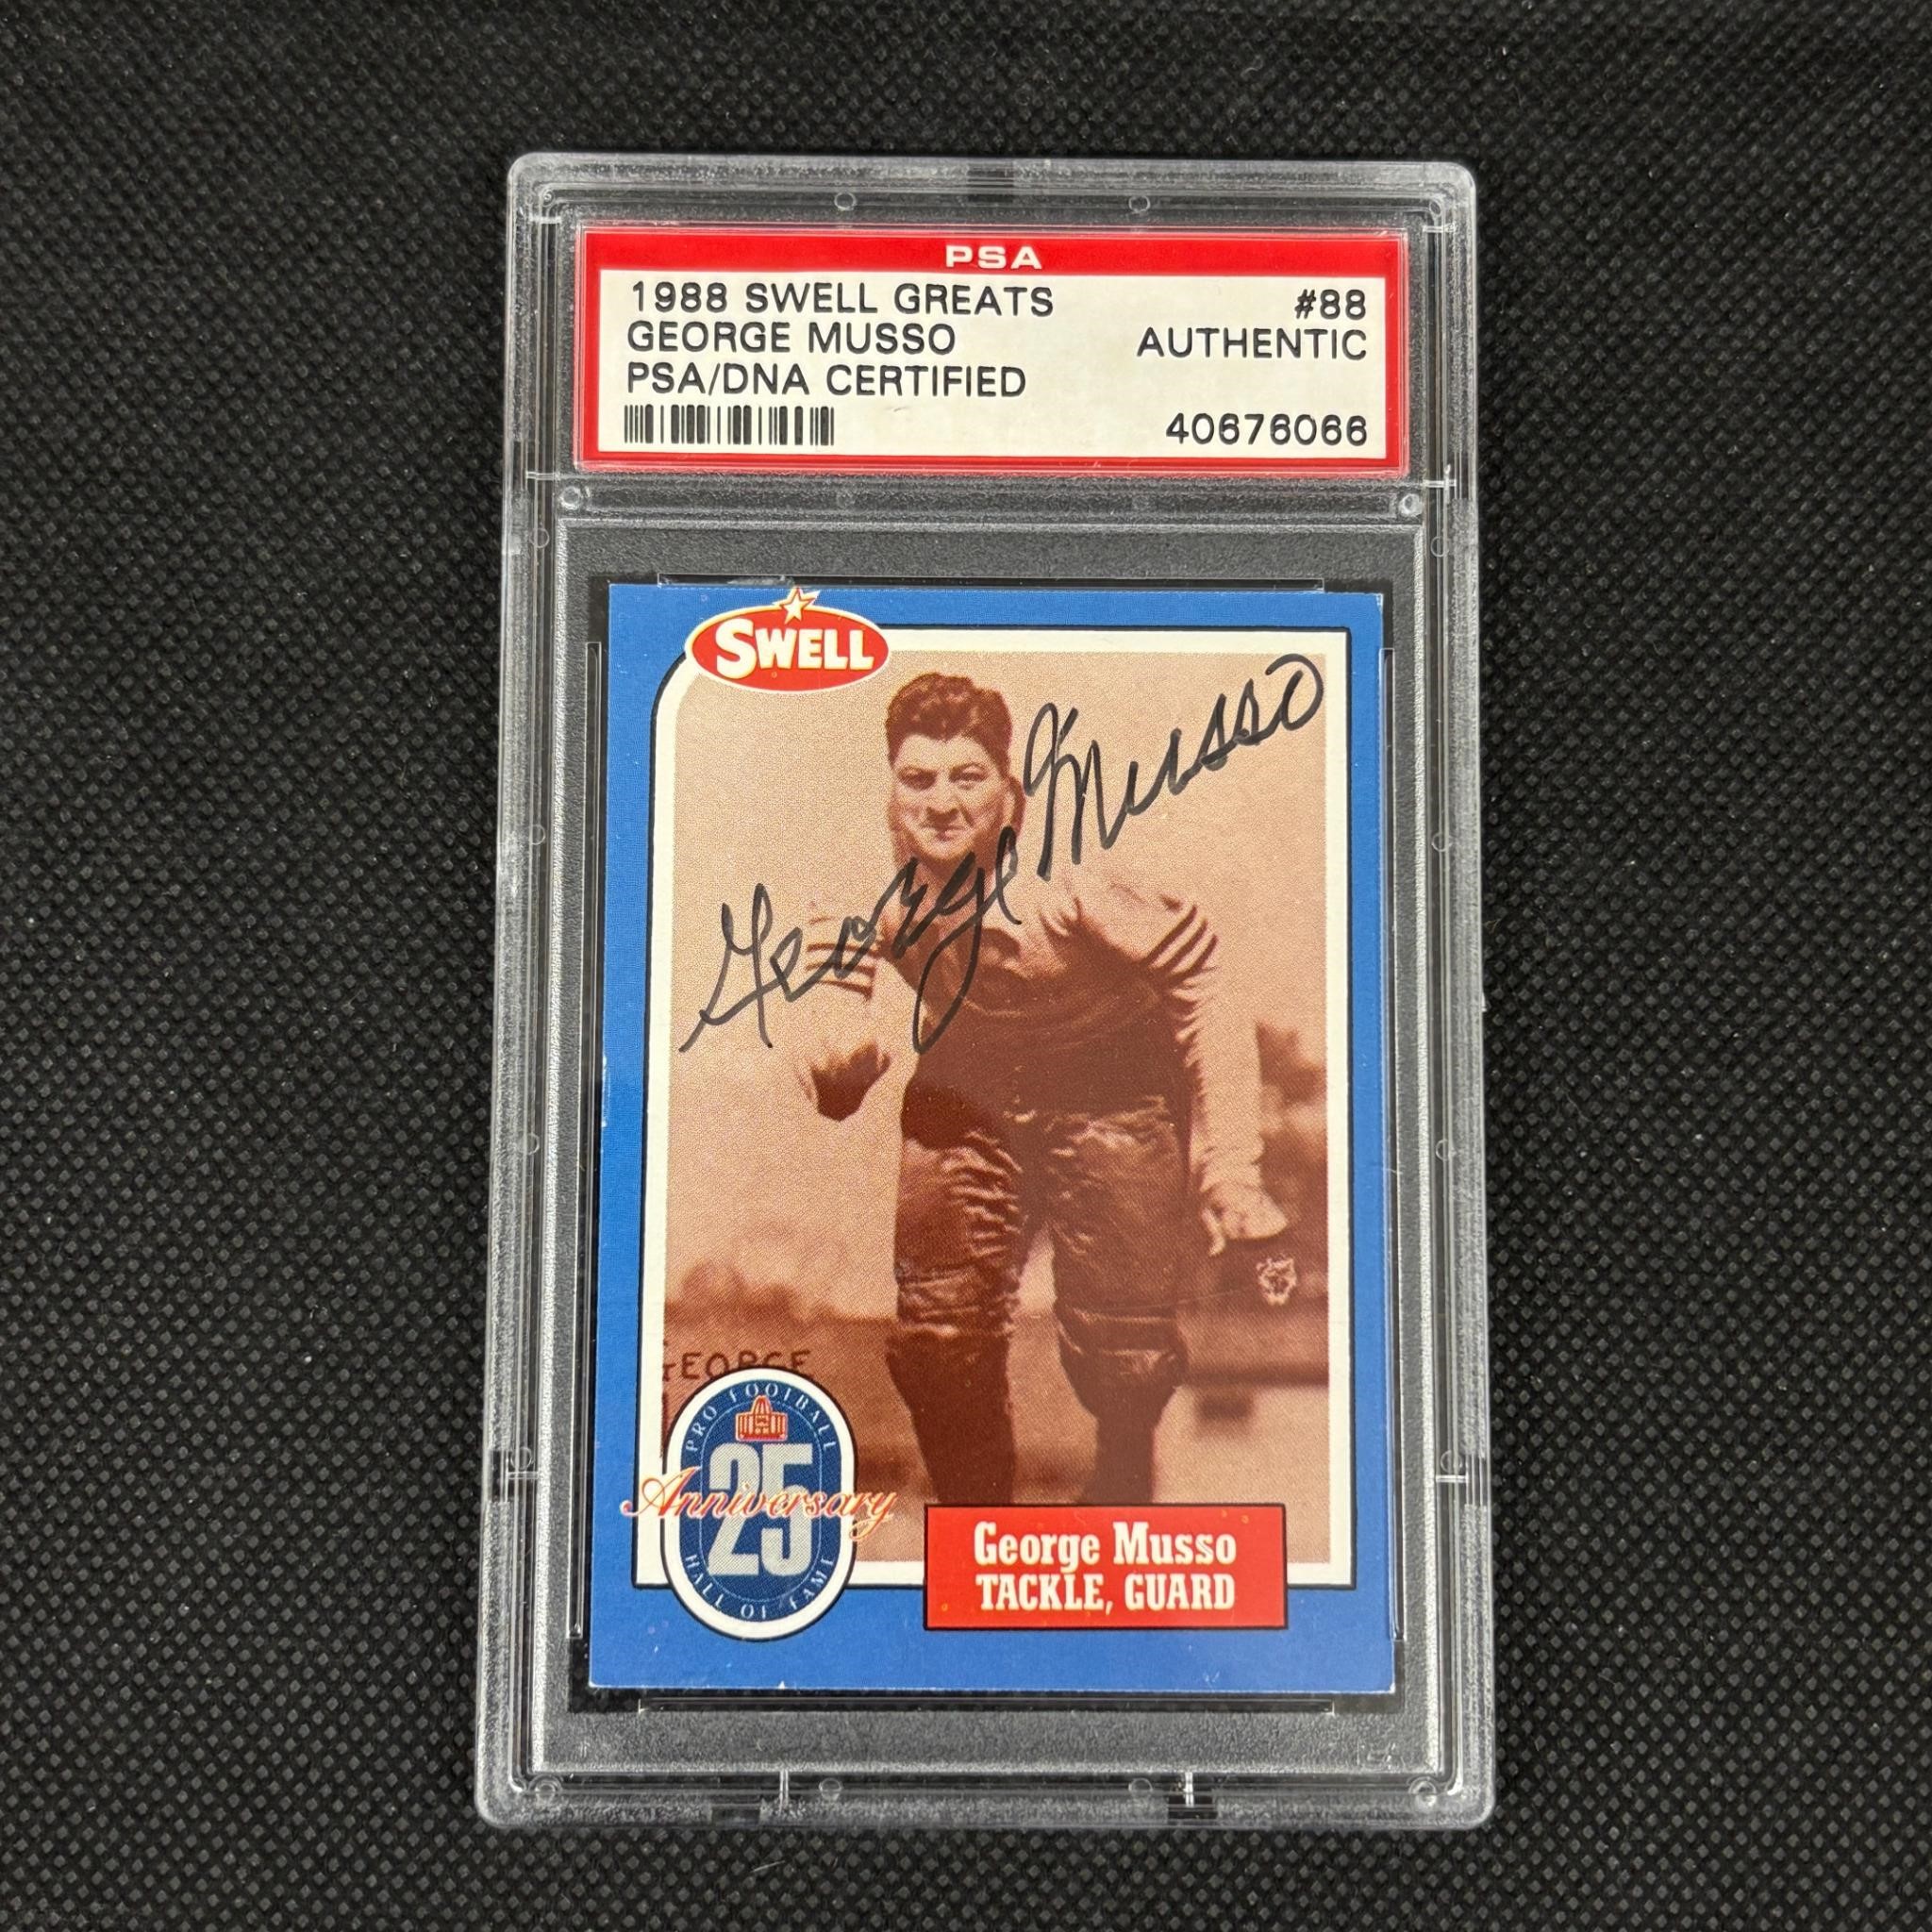 PSA
1988 SWELL GREATS #88
GEORGE MUSSO AUTHENTIC
PSA/DNA CERTIFIED
40676066
SWELL
George Musso
GEORGE
PRO FOOTBALL
25
Anniversary
HALL OF FAME
George Musso
TACKLE, GUARD